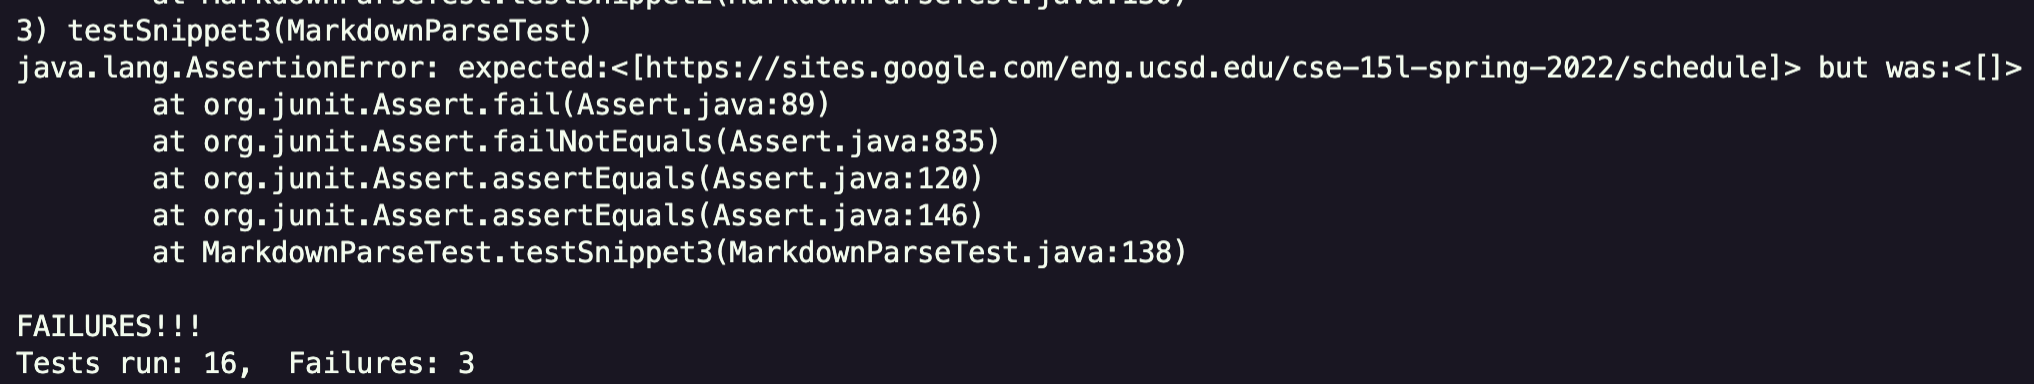 at MarkdownParseTest.testSnippet2(MarkdownParseTest.java:130)
3) testSnippet3(MarkdownParseTest)
java.lang.AssertionError: expected:<[https://sites.google.com/eng.ucsd.edu/cse-15l-spring-2022/schedule]> but was:<[]>
at org.junit.Assert.fail(Assert.java:89)
at org.junit.Assert.failNotEquals(Assert.java:835)
at org.junit.Assert.assertEquals(Assert.java:120)
at org.junit.Assert.assertEquals(Assert.java:146)
at MarkdownParseTest.testSnippet3(MarkdownParseTest.java:138)
FAILURES!!!
Tests run: 16,  Failures: 3